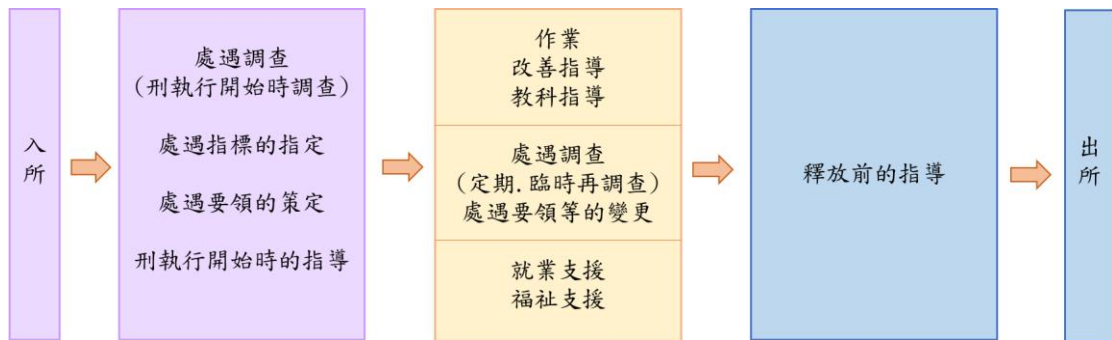 入所
處遇調查
(刑執行開始時調查)
處遇指標的指定
處遇要領的策定
刑執行開始時的指導
作業
改善指導
教科指導
處遇調查
(定期.臨時再調查)
處遇要領等的變更
就業支援
福祉支援
釋放前的指導
出所